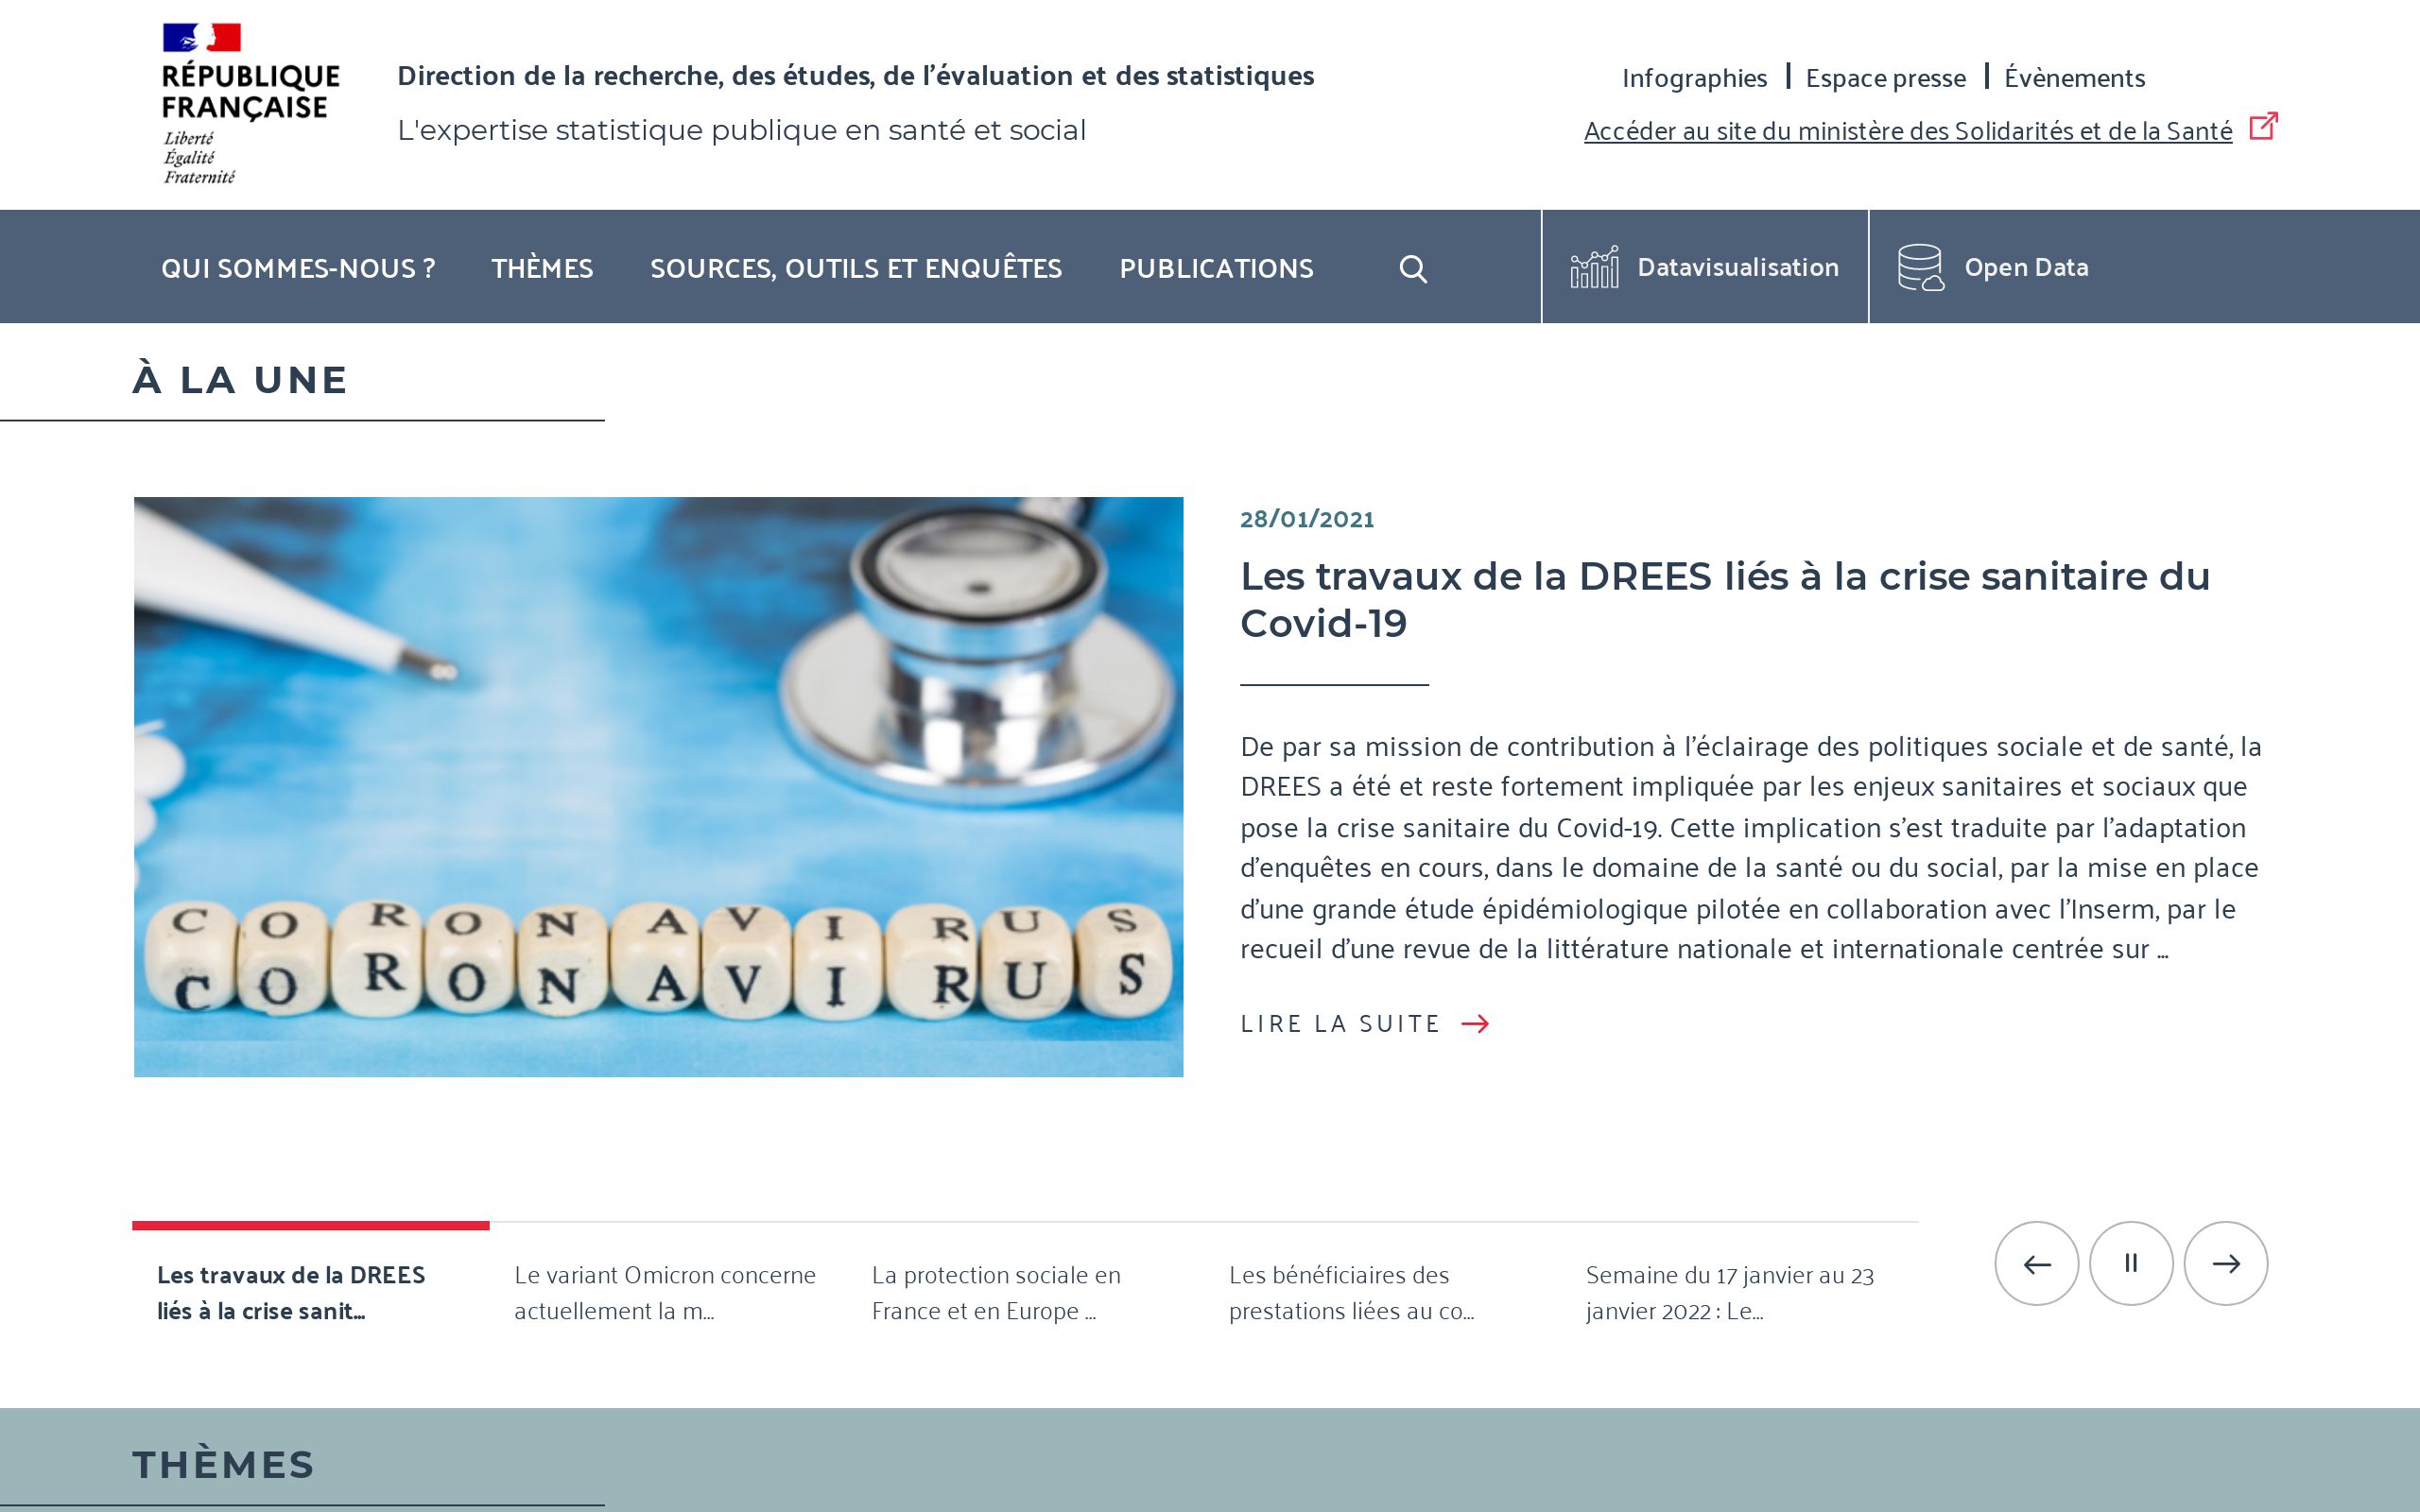 RÉPUBLIQUE
FRANÇAISE
Liberté
Égalité
Fraternité
Direction de la recherche, des études, de l'évaluation et des statistiques
L'expertise statistique publique en santé et social
Infographies
Espace presse
Évènements
Accéder au site du ministère des Solidarités et de la Santé
QUI SOMMES-NOUS ?
THÈMES
SOURCES, OUTILS ET ENQUÊTES
PUBLICATIONS
Datavisualisation
Open Data
À LA UNE
CORONAVIRUS
CORONAVIRUS
28/01/2021
Les travaux de la DREES liés à la crise sanitaire du
Covid-19
De par sa mission de contribution à l'éclairage des politiques sociale et de santé, la
DREES a été et reste fortement impliquée par les enjeux sanitaires et sociaux que
pose la crise sanitaire du Covid-19. Cette implication s'est traduite par l'adaptation
d'enquêtes en cours, dans le domaine de la santé ou du social, par la mise en place
d'une grande étude épidémiologique pilotée en collaboration avec l'Inserm, par le
recueil d'une revue de la littérature nationale et internationale centrée sur ...
LIRE LA SUITE
Les travaux de la DREES
liés à la crise sanit...
Le variant Omicron concerne
actuellement la m...
La protection sociale en
France et en Europe ...
Les bénéficiaires des
prestations liées au co...
Semaine du 17 janvier au 23
janvier 2022 : Le...
THÈMES